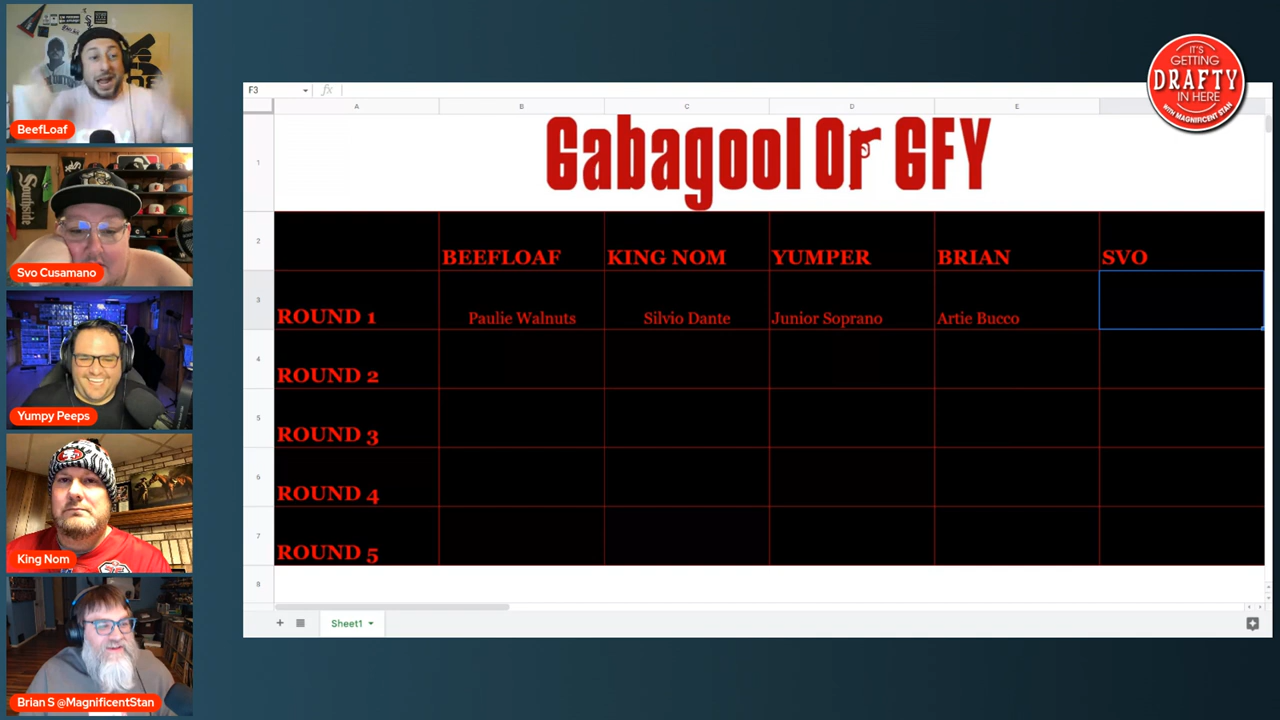 BeefLoaf
Southside
Svo Cusamano
Yumpy Peeps
King Nom
Brian S @MagnificentStan
IT'S
GETTING
DRAFTY
IN HERE
WITH MAGNIFICENT STAN
F3
fx
A B C D E
1
Gabagool Or GFY
2 BEEFLOAF KING NOM YUMPER BRIAN SVO
3 ROUND 1 Paulie Walnuts Silvio Dante Junior Soprano Artie Bucco
4 ROUND 2
5 ROUND 3
6 ROUND 4
7 ROUND 5
8
+ Sheet1